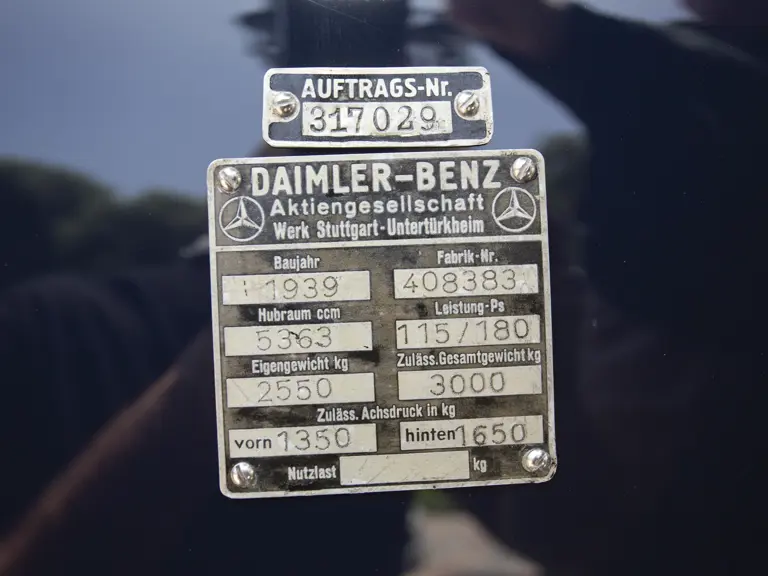 AUFTRAGS-Nr.
317029
DAIMLER-BENZ
Aktiengesellschaft
Werk Stuttgart-Untertürkheim
Baujahr Fabrik-Nr.
1939 408383
Hubraum ccm Leistung-Ps
5363 115/180
Eigengewicht kg Zuläss.Gesamtgewicht kg
2550 3000
Zuläss. Achsdruck in kg
vorn 1350 hinten 1650
Nutzlast kg